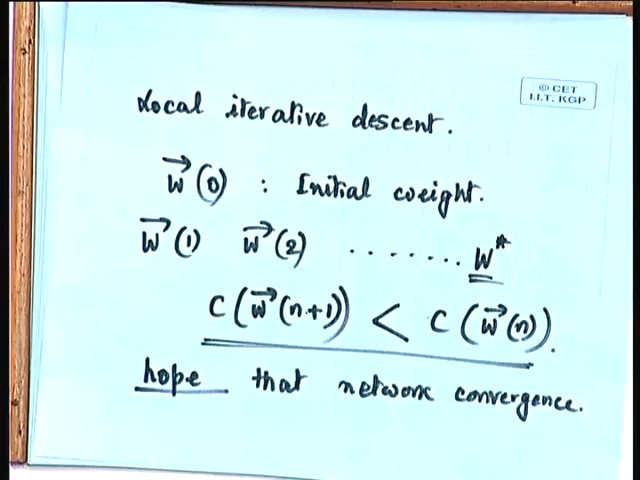 © CET
I.I.T. KGP
Local iterative descent.
w⃗(0) : Initial weight.
w⃗(1) w⃗(2) ........ w*
C(w⃗(n+1)) < C(w⃗(n)).
hope that network convergence.